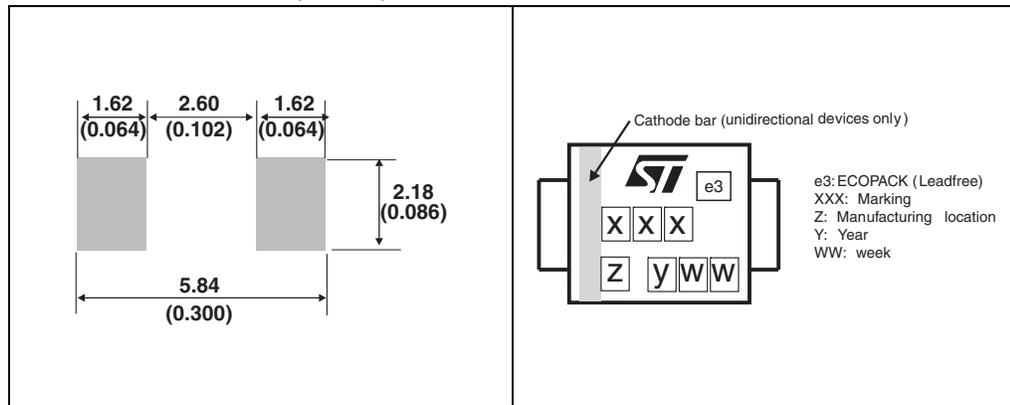 1.62
(0.064)
2.60
(0.102)
1.62
(0.064)
2.18
(0.086)
5.84
(0.300)
Cathode bar (unidirectional devices only)
ST
e3
x x x
z y w w
e3: ECOPACK (Leadfree)
XXX: Marking
Z: Manufacturing location
Y: Year
WW: week